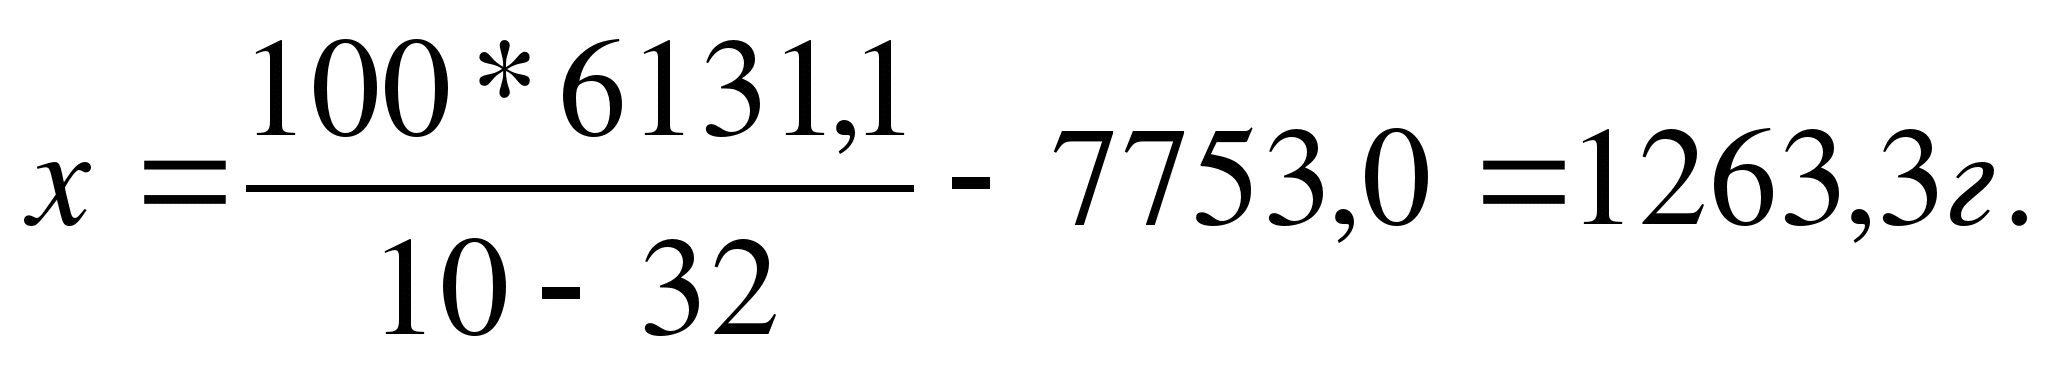 x = 100 * 6131,1 / 10 - 32 - 7753,0 = 1263,3г.